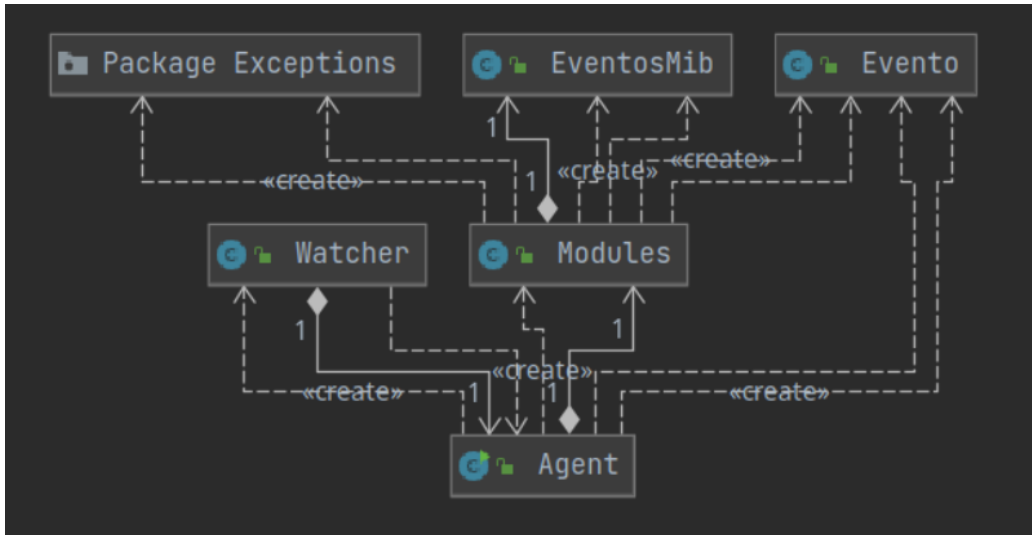 Package Exceptions
EventosMib
Evento
1
«create»
1
«create»
«create»
Watcher
Modules
1
1
«create»
1
1
«create»
«create»
Agent